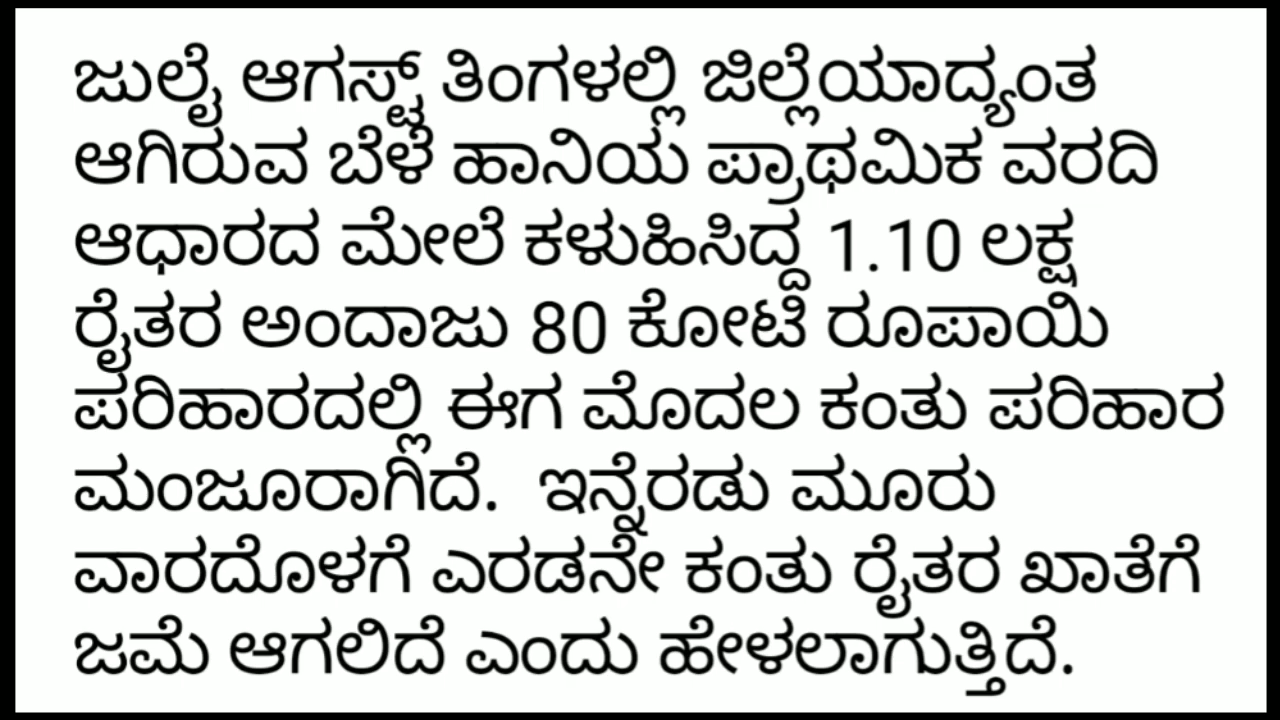 ಜುಲೈ ಆಗಸ್ಟ್ ತಿಂಗಳಲ್ಲಿ ಜಿಲ್ಲೆಯಾದ್ಯಂತ
ಆಗಿರುವ ಬೆಳೆ ಹಾನಿಯ ಪ್ರಾಥಮಿಕ ವರದಿ
ಆಧಾರದ ಮೇಲೆ ಕಳುಹಿಸಿದ್ದ 1.10 ಲಕ್ಷ
ರೈತರ ಅಂದಾಜು 80 ಕೋಟಿ ರೂಪಾಯಿ
ಪರಿಹಾರದಲ್ಲಿ ಈಗ ಮೊದಲ ಕಂತು ಪರಿಹಾರ
ಮಂಜೂರಾಗಿದೆ. ಇನ್ನೆರಡು ಮೂರು
ವಾರದೊಳಗೆ ಎರಡನೇ ಕಂತು ರೈತರ ಖಾತೆಗೆ
ಜಮೆ ಆಗಲಿದೆ ಎಂದು ಹೇಳಲಾಗುತ್ತಿದೆ.